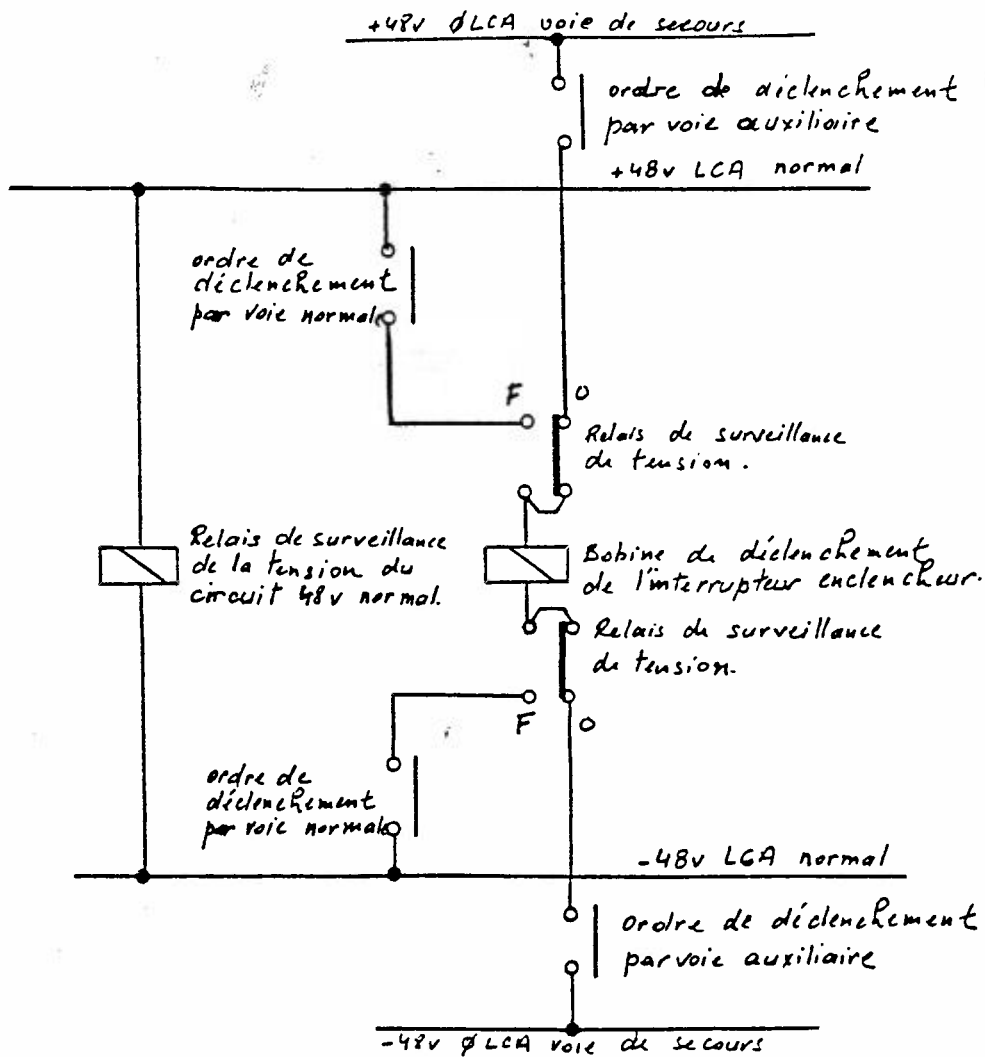 +48v ØLCA voie de secours
ordre de déclenchement
par voie auxiliaire
+48v LCA normal
ordre de
déclenchement
par voie normale
F
O
Relais de surveillance
de tension.
Relais de surveillance
de la tension du
circuit 48v normal.
Bobine de déclenchement
de l'interrupteur enclencheur.
Relais de surveillance
de tension.
F
O
ordre de
déclenchement
par voie normale
-48v LCA normal
ordre de déclenchement
par voie auxiliaire
-48v ØLCA voie de secours